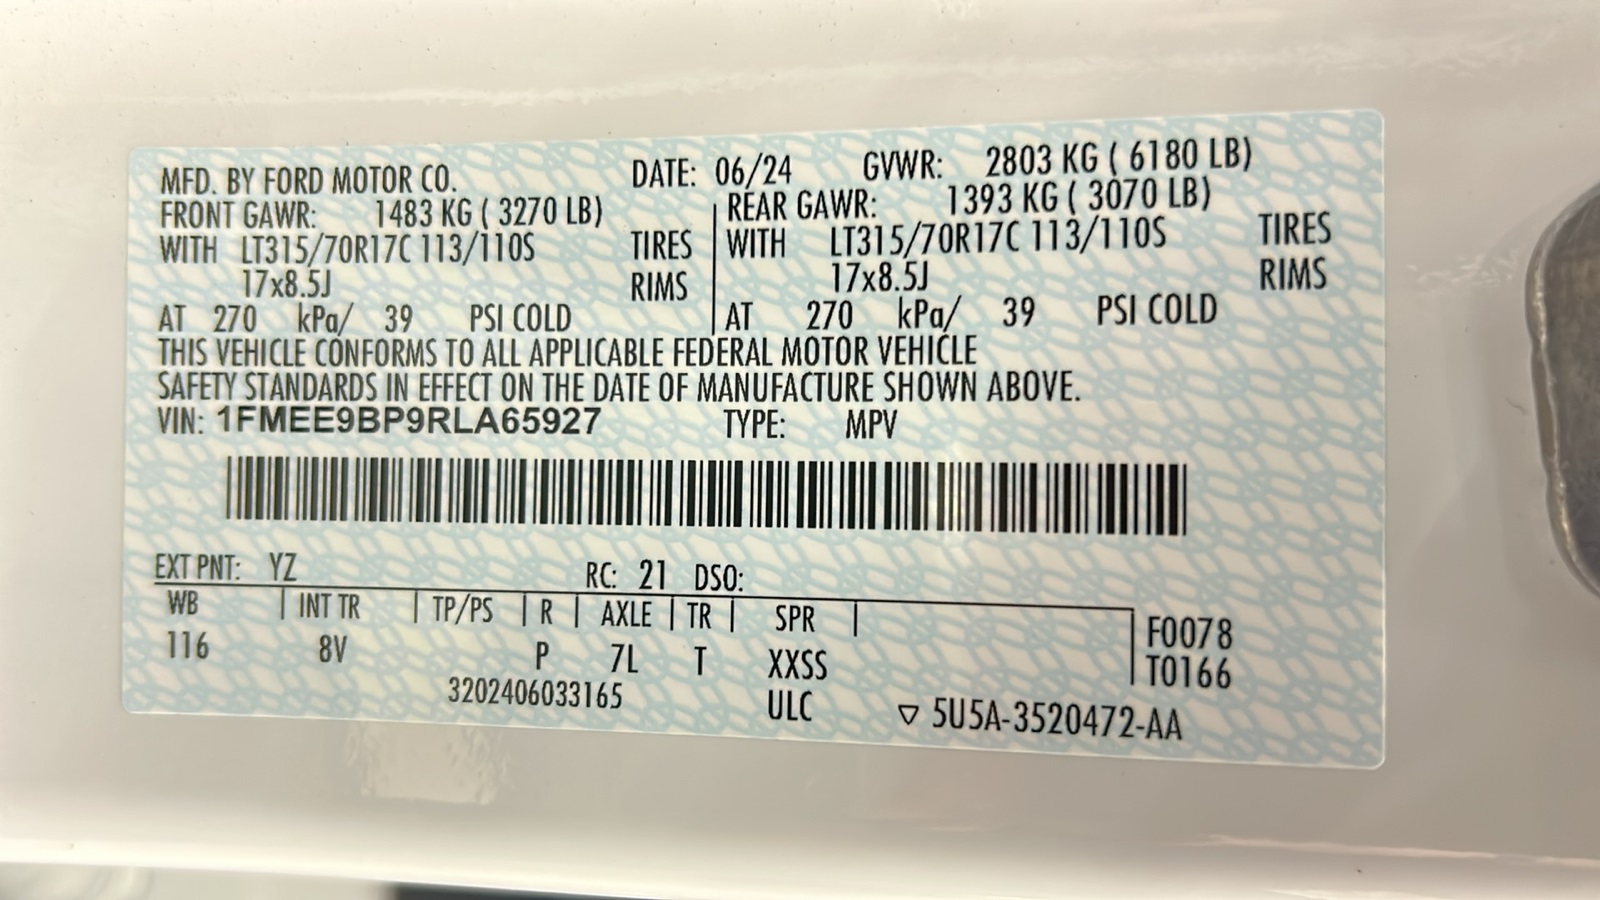 MFD. BY FORD MOTOR CO. DATE: 06/24 GVWR: 2803 KG ( 6180 LB)
FRONT GAWR: 1483 KG ( 3270 LB) REAR GAWR: 1393 KG ( 3070 LB)
WITH LT315/70R17C 113/110S TIRES WITH LT315/70R17C 113/110S TIRES
17x8.5J RIMS 17x8.5J RIMS
AT 270 kPa/ 39 PSI COLD AT 270 kPa/ 39 PSI COLD
THIS VEHICLE CONFORMS TO ALL APPLICABLE FEDERAL MOTOR VEHICLE
SAFETY STANDARDS IN EFFECT ON THE DATE OF MANUFACTURE SHOWN ABOVE.
VIN: 1FMEE9BP9RLA65927 TYPE: MPV
EXT PNT: YZ RC: 21 DSO:
WB | INT TR | TP/PS | R | AXLE | TR | SPR | F0078
116 8V P 7L T XXSS T0166
3202406033165 ULC ▽ 5U5A-3520472-AA